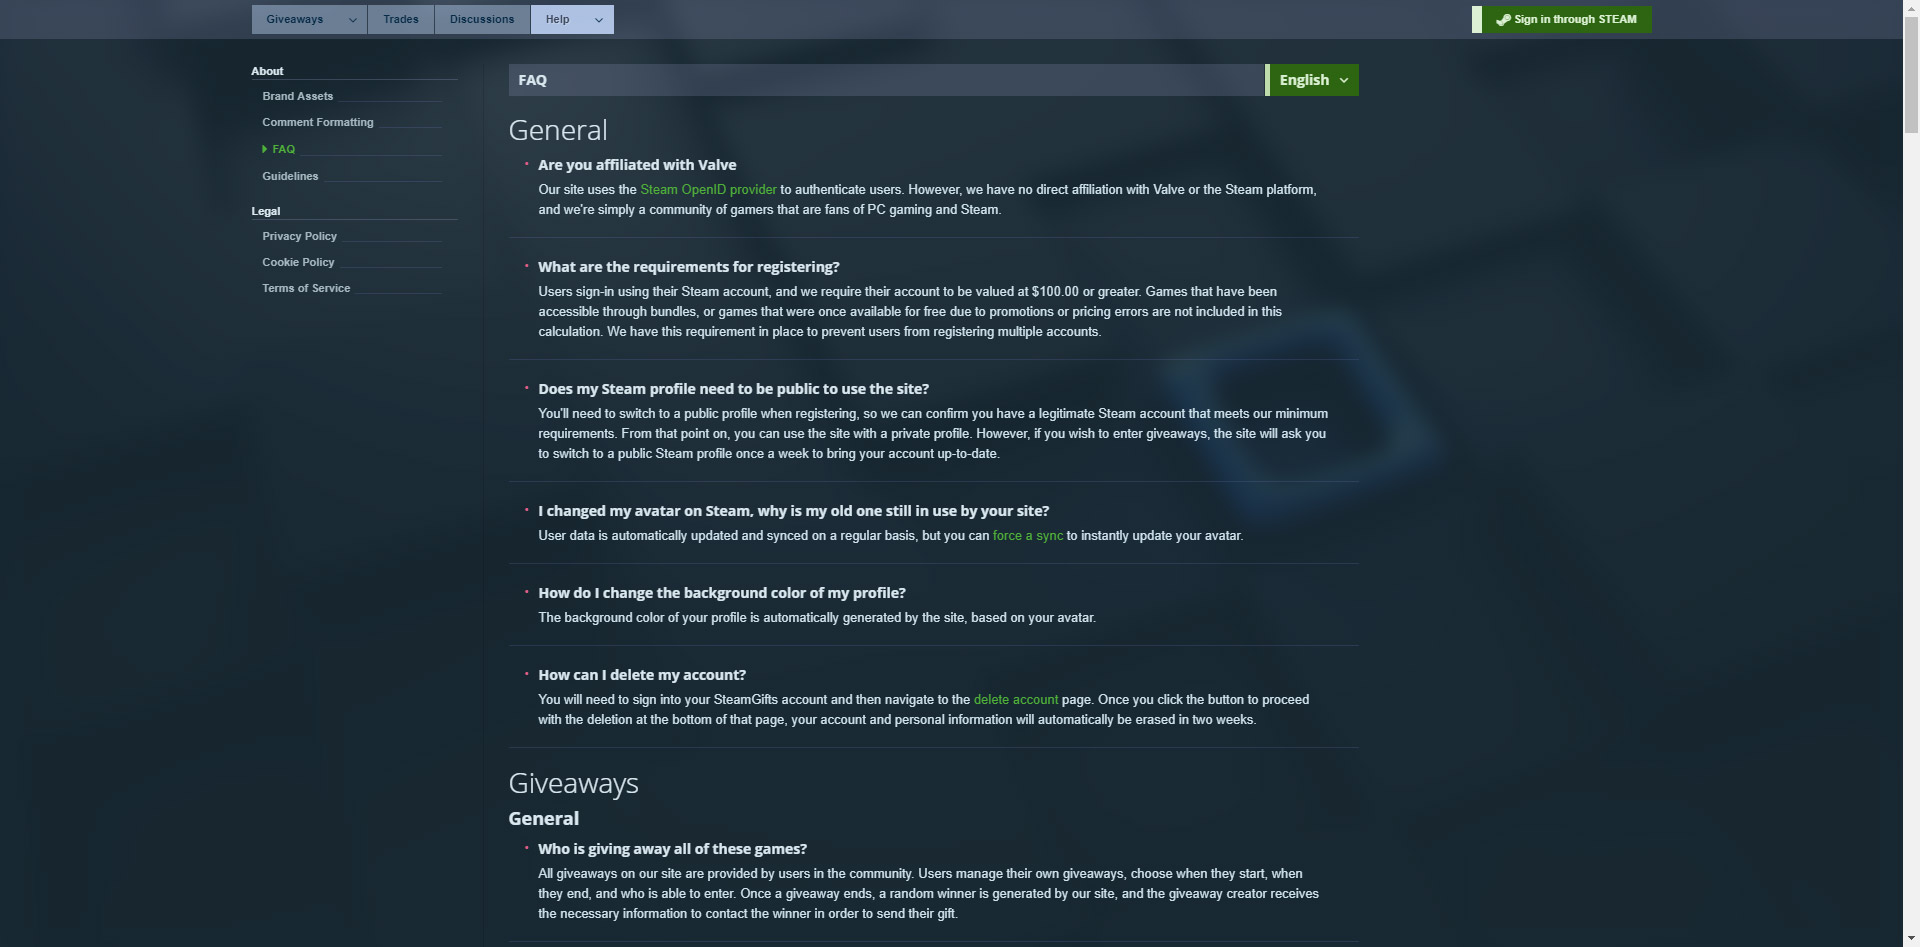 Giveaways
Trades
Discussions
Help
Sign in through STEAM
About
Brand Assets
Comment Formatting
FAQ
Guidelines
Legal
Privacy Policy
Cookie Policy
Terms of Service
FAQ
English
General
Are you affiliated with Valve
Our site uses the Steam OpenID provider to authenticate users. However, we have no direct affiliation with Valve or the Steam platform,
and we're simply a community of gamers that are fans of PC gaming and Steam.
What are the requirements for registering?
Users sign-in using their Steam account, and we require their account to be valued at $100.00 or greater. Games that have been
accessible through bundles, or games that were once available for free due to promotions or pricing errors are not included in this
calculation. We have this requirement in place to prevent users from registering multiple accounts.
Does my Steam profile need to be public to use the site?
You'll need to switch to a public profile when registering, so we can confirm you have a legitimate Steam account that meets our minimum
requirements. From that point on, you can use the site with a private profile. However, if you wish to enter giveaways, the site will ask you
to switch to a public Steam profile once a week to bring your account up-to-date.
I changed my avatar on Steam, why is my old one still in use by your site?
User data is automatically updated and synced on a regular basis, but you can force a sync to instantly update your avatar.
How do I change the background color of my profile?
The background color of your profile is automatically generated by the site, based on your avatar.
How can I delete my account?
You will need to sign into your SteamGifts account and then navigate to the delete account page. Once you click the button to proceed
with the deletion at the bottom of that page, your account and personal information will automatically be erased in two weeks.
Giveaways
General
Who is giving away all of these games?
All giveaways on our site are provided by users in the community. Users manage their own giveaways, choose when they start, when
they end, and who is able to enter. Once a giveaway ends, a random winner is generated by our site, and the giveaway creator receives
the necessary information to contact the winner in order to send their gift.